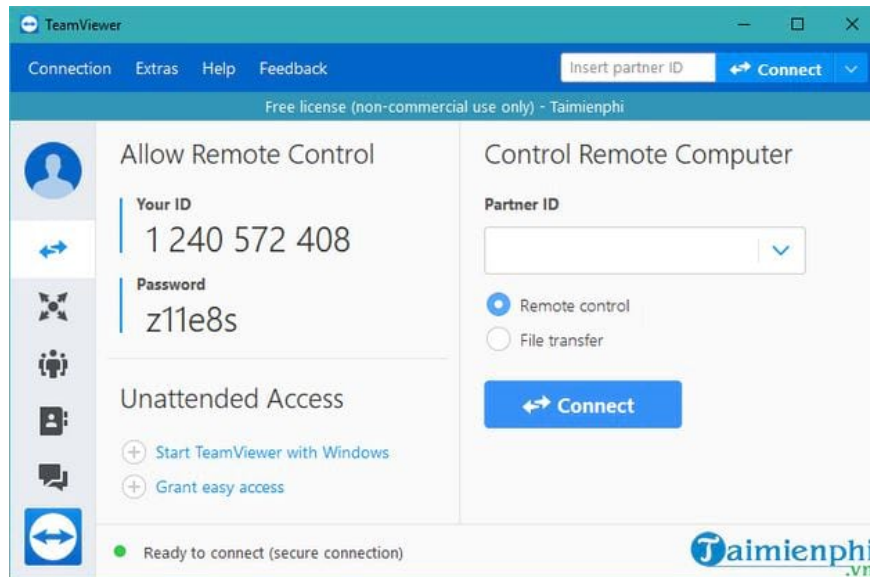 TeamViewer
Connection Extras Help Feedback
Insert partner ID
Connect
Free license (non-commercial use only) - Taimienphi
Allow Remote Control
Your ID
1 240 572 408
Password
z11e8s
Unattended Access
Start TeamViewer with Windows
Grant easy access
Control Remote Computer
Partner ID
Remote control
File transfer
Connect
Ready to connect (secure connection)
Taimienphi
.vn